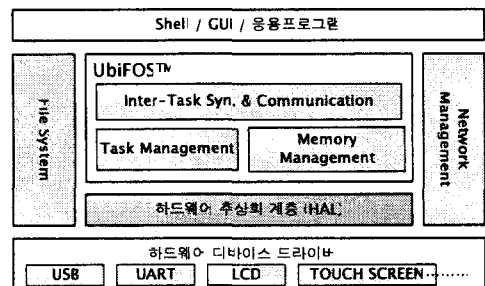 Shell / GUI / 응용프로그램
File System
UbiFOS™
Inter-Task Syn. & Communication
Task Management
Memory Management
Network Management
하드웨어 추상화 계층 (HAL)
하드웨어 디바이스 드라이버
USB
UART
LCD
TOUCH SCREEN ........